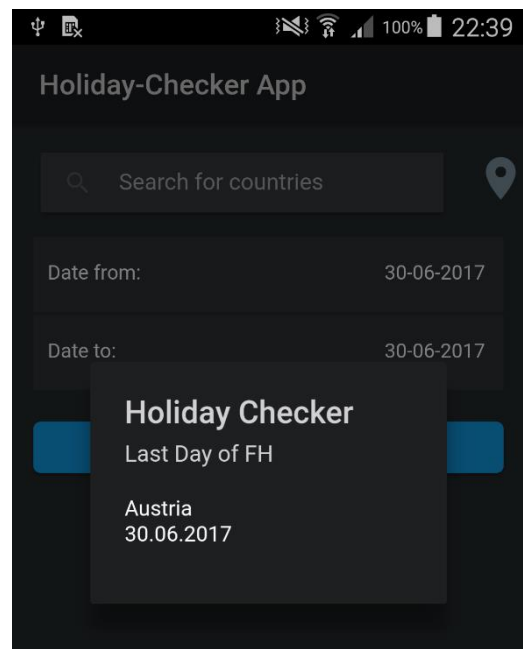 100% 22:39
Holiday-Checker App
Search for countries
Date from: 30-06-2017
Date to: 30-06-2017
Holiday Checker
Last Day of FH
Austria
30.06.2017